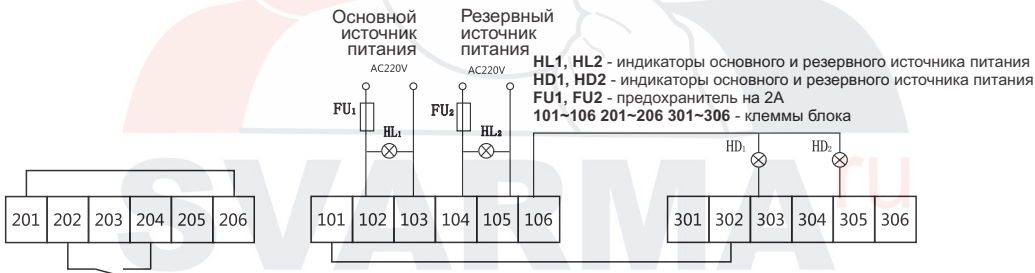 Основной
источник
питания
AC220V
Резервный
источник
питания
AC220V
HL1, HL2 - индикаторы основного и резервного источника питания
HD1, HD2 - индикаторы основного и резервного источника питания
FU1, FU2 - предохранитель на 2А
101~106 201~206 301~306 - клеммы блока
FU1 FU2
HL1 HL2
HD1 HD2
201 202 203 204 205 206
101 102 103 104 105 106
301 302 303 304 305 306
SVARMA.ru